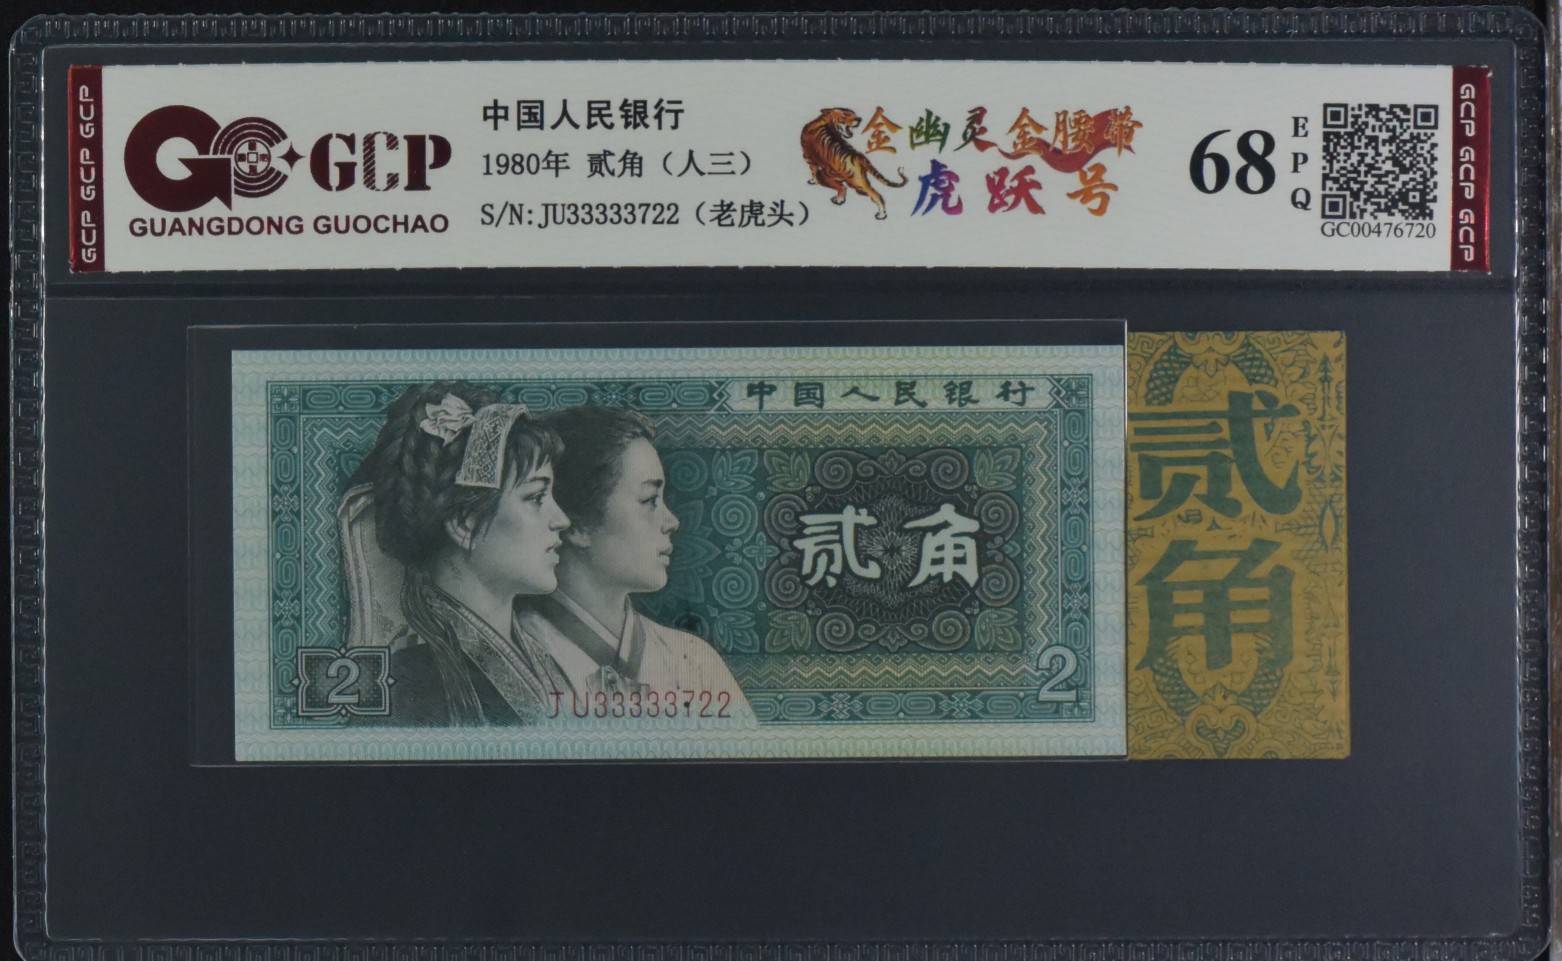 GCP GCP GCP
GCP
GUANGDONG GUOCHAO
中国人民银行
1980年 贰角（人三）
S/N:JU33333722（老虎头）
金幽灵金腰带
虎跃号
68
EPQ
GC00476720
GCP GCP GCP
中国人民银行
贰角
2
JU33333722
2
贰角